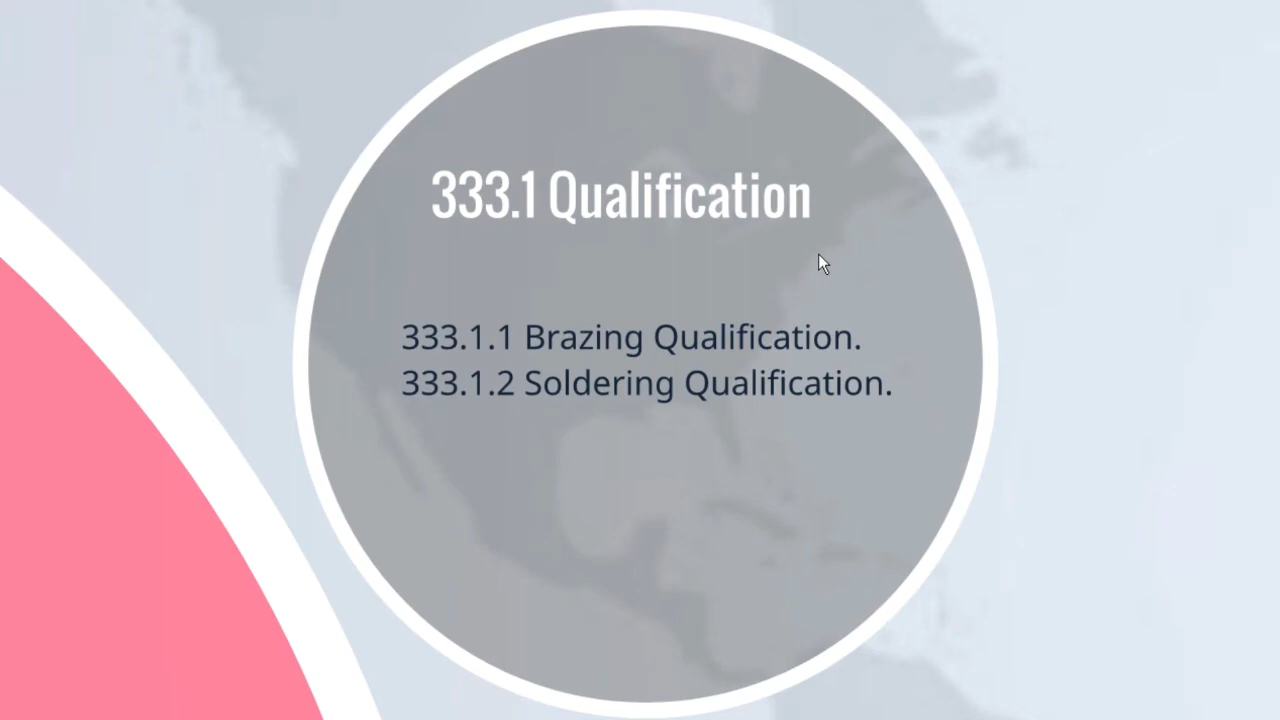 333.1 Qualification
333.1.1 Brazing Qualification.
333.1.2 Soldering Qualification.